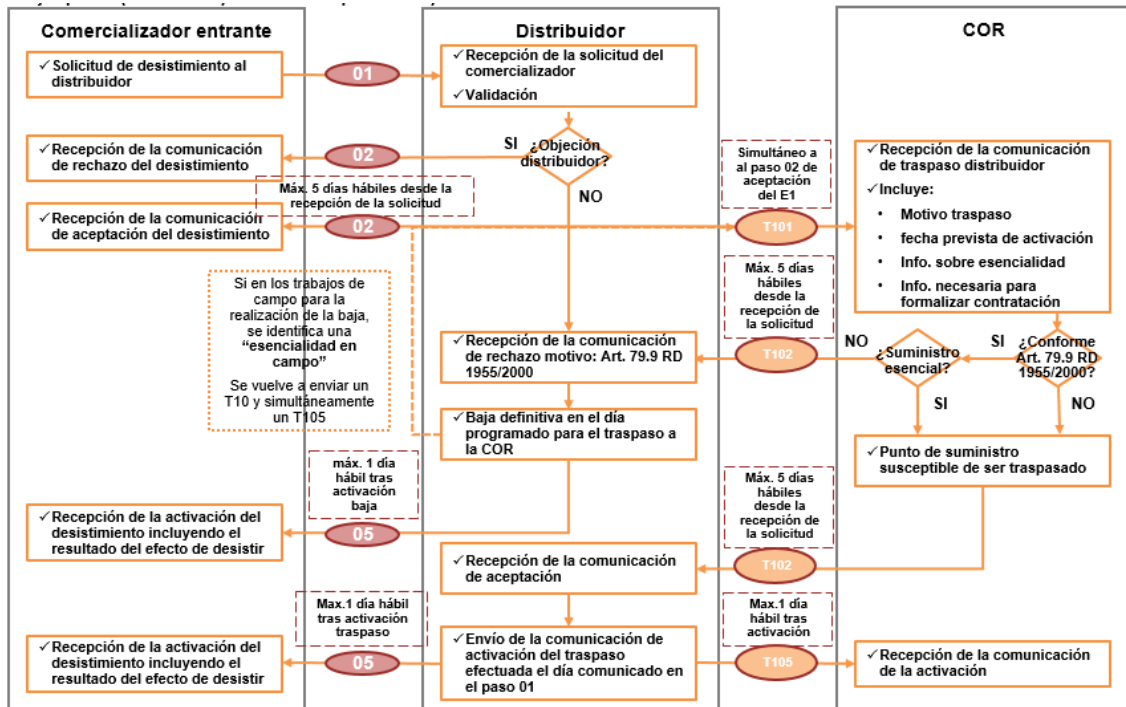 Comercializador entrante
✓ Solicitud de desistimiento al
distribuidor
✓ Recepción de la comunicación
de rechazo del desistimiento
✓ Recepción de la comunicación
de aceptación del desistimiento
Si en los trabajos de
campo para la
realización de la baja,
se identifica una
“esencialidad en
campo”
Se vuelve a enviar un
T10 y simultáneamente
un T105
✓ Recepción de la activación del
desistimiento incluyendo el
resultado del efecto de desistir
✓ Recepción de la activación del
desistimiento incluyendo el
resultado del efecto de desistir
01
02
Máx. 5 días hábiles desde la
recepción de la solicitud
02
máx. 1 día
hábil tras
activación
baja
05
Max.1 día hábil
tras activación
traspaso
05
Distribuidor
✓ Recepción de la solicitud del
comercializador
✓ Validación
SI
¿Objeción
distribuidor?
NO
✓ Recepción de la comunicación
de rechazo motivo: Art. 79.9 RD
1955/2000
✓ Baja definitiva en el día
programado para el traspaso a
la COR
✓ Recepción de la comunicación
de aceptación
✓ Envío de la comunicación de
activación del traspaso
efectuada el día comunicado en
el paso 01
Simultáneo a
al paso 02 de
aceptación
del E1
T101
Máx. 5 días
hábiles
desde la
recepción de
la solicitud
T102
Máx. 5 días
hábiles
desde la
recepción de
la solicitud
T102
Max.1 día
hábil tras
activación
T105
COR
✓ Recepción de la comunicación
de traspaso distribuidor
✓ Incluye:
• Motivo traspaso
• fecha prevista de activación
• Info. sobre esencialidad
• Info. necesaria para
formalizar contratación
NO
¿Suministro
esencial?
SI
SI
¿Conforme
Art. 79.9 RD
1955/2000?
NO
✓ Punto de suministro
susceptible de ser traspasado
✓ Recepción de la comunicación
de la activación